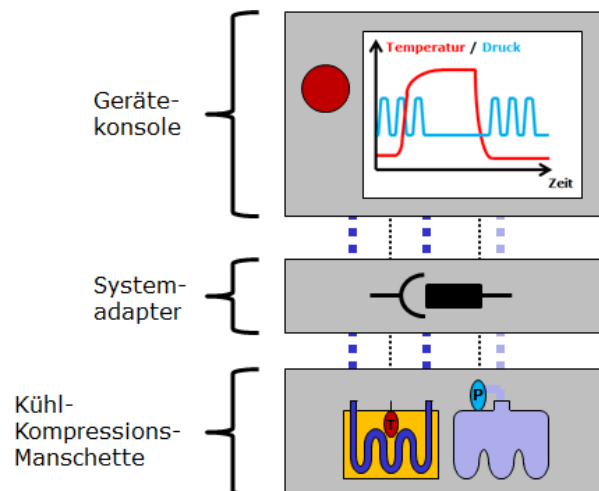 Geräte-
konsole
Temperatur / Druck
Zeit
System-
adapter
Kühl-
Kompressions-
Manschette
T
P